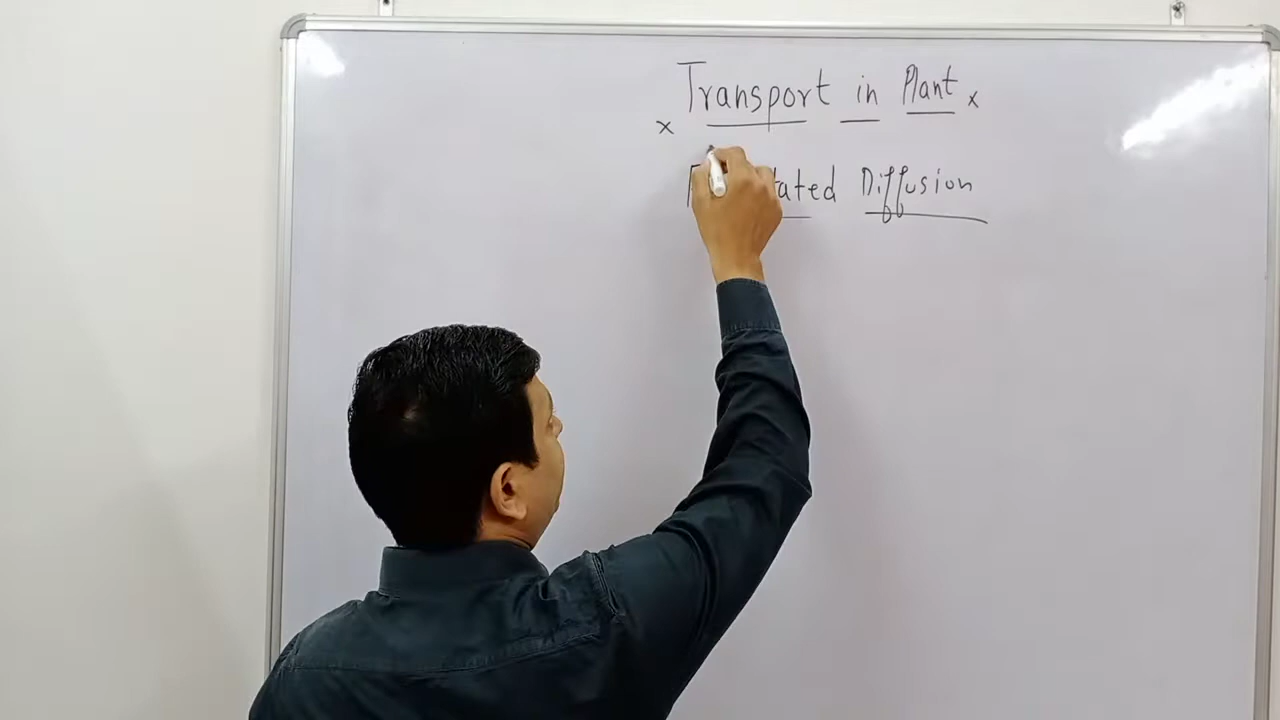 x Transport in Plant x
Diffusion